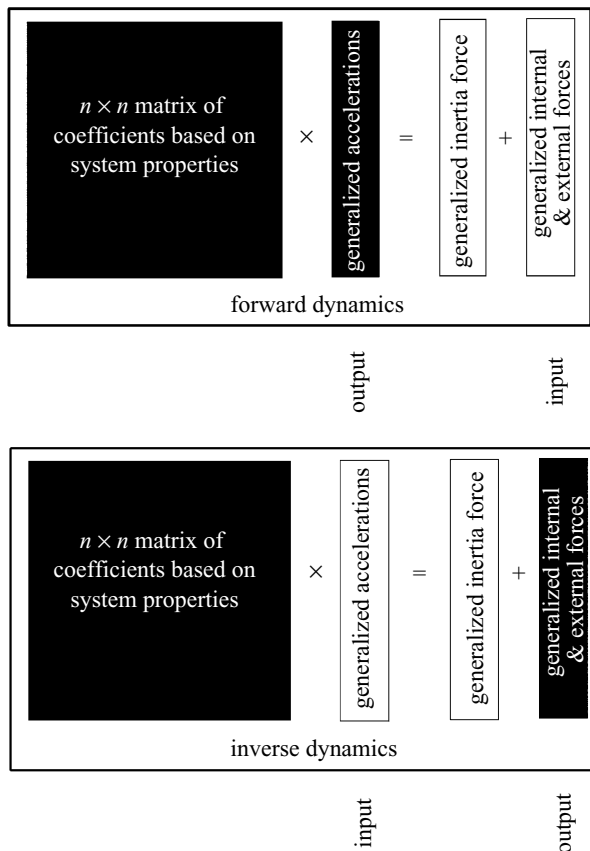 n × n matrix of
coefficients based on
system properties
×
generalized accelerations
=
generalized inertia force
+
generalized internal
& external forces
forward dynamics
output
input
n × n matrix of
coefficients based on
system properties
×
generalized accelerations
=
generalized inertia force
+
generalized internal
& external forces
inverse dynamics
input
output